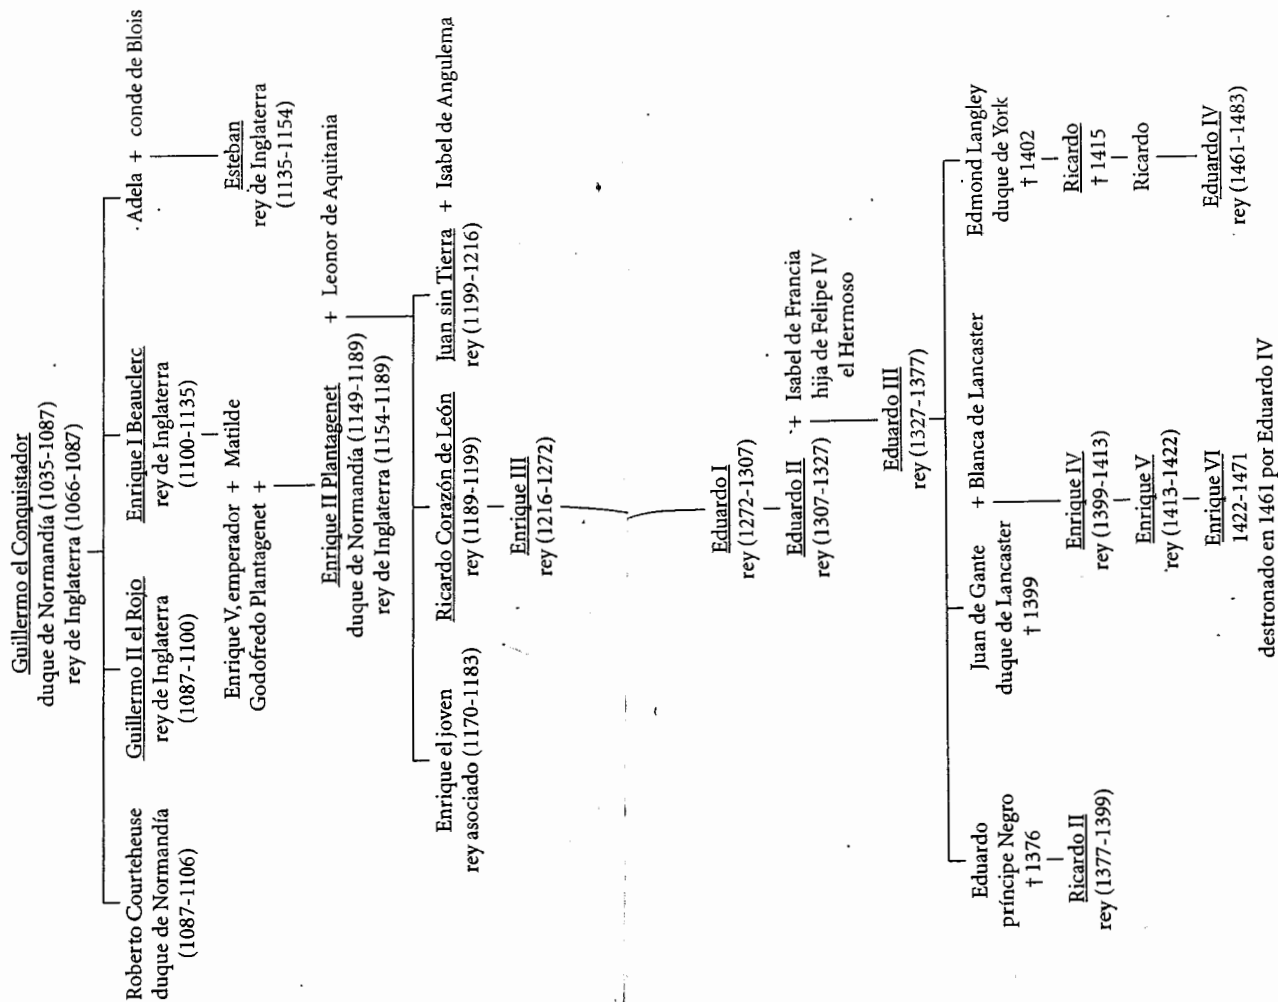 Guillermo el Conquistador
duque de Normandía (1035-1087)
rey de Inglaterra (1066-1087)
Roberto Courteheuse
duque de Normandía
(1087-1106)
Guillermo II el Rojo
rey de Inglaterra
(1087-1100)
Enrique I Beauclerc
rey de Inglaterra
(1100-1135)
Adela + conde de Blois
Esteban
rey de Inglaterra
(1135-1154)
Enrique V, emperador + Matilde
Godofredo Plantagenet +
Enrique II Plantagenet
duque de Normandía (1149-1189)
rey de Inglaterra (1154-1189)
+ Leonor de Aquitania
Enrique el joven
rey asociado (1170-1183)
Ricardo Corazón de León
rey (1189-1199)
Juan sin Tierra + Isabel de Angulema
rey (1199-1216)
Enrique III
rey (1216-1272)
Eduardo I
rey (1272-1307)
Eduardo II
rey (1307-1327)
+ Isabel de Francia
hija de Felipe IV
el Hermoso
Eduardo III
rey (1327-1377)
Eduardo
príncipe Negro
† 1376
Ricardo II
rey (1377-1399)
Juan de Gante
duque de Lancaster
† 1399
+ Blanca de Lancaster
Enrique IV
rey (1399-1413)
Enrique V
rey (1413-1422)
Enrique VI
1422-1471
destronado en 1461 por Eduardo IV
Edmond Langley
duque de York
† 1402
Ricardo
† 1415
Ricardo
Eduardo IV
rey (1461-1483)